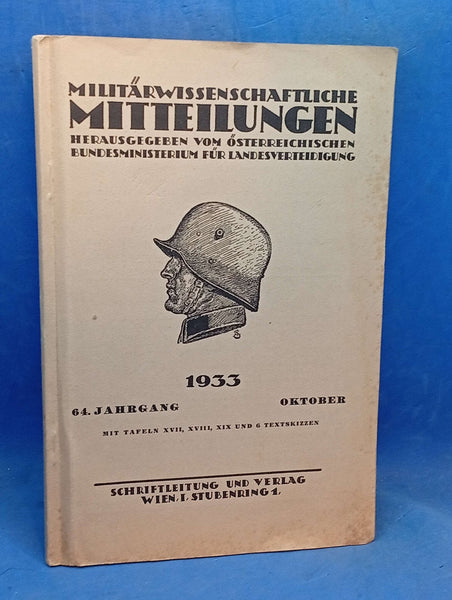 MILITÄRWISSENSCHAFTLICHE
MITTEILUNGEN
HERAUSGEGEBEN VOM ÖSTERREICHISCHEN
BUNDESMINISTERIUM FÜR LANDESVERTEIDIGUNG
1933
64. JAHRGANG OKTOBER
MIT TAFELN XVII, XVIII, XIX UND 6 TEXTSKIZZEN
SCHRIFTLEITUNG UND VERLAG
WIEN, I. STUBENRING 1.